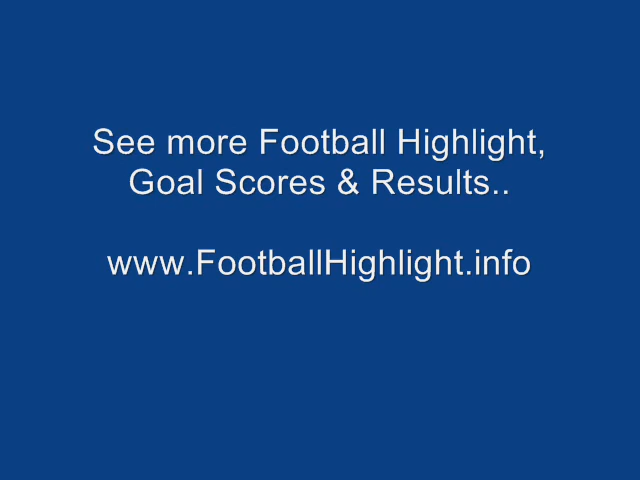 See more Football Highlight,
Goal Scores & Results..
www.FootballHighlight.info